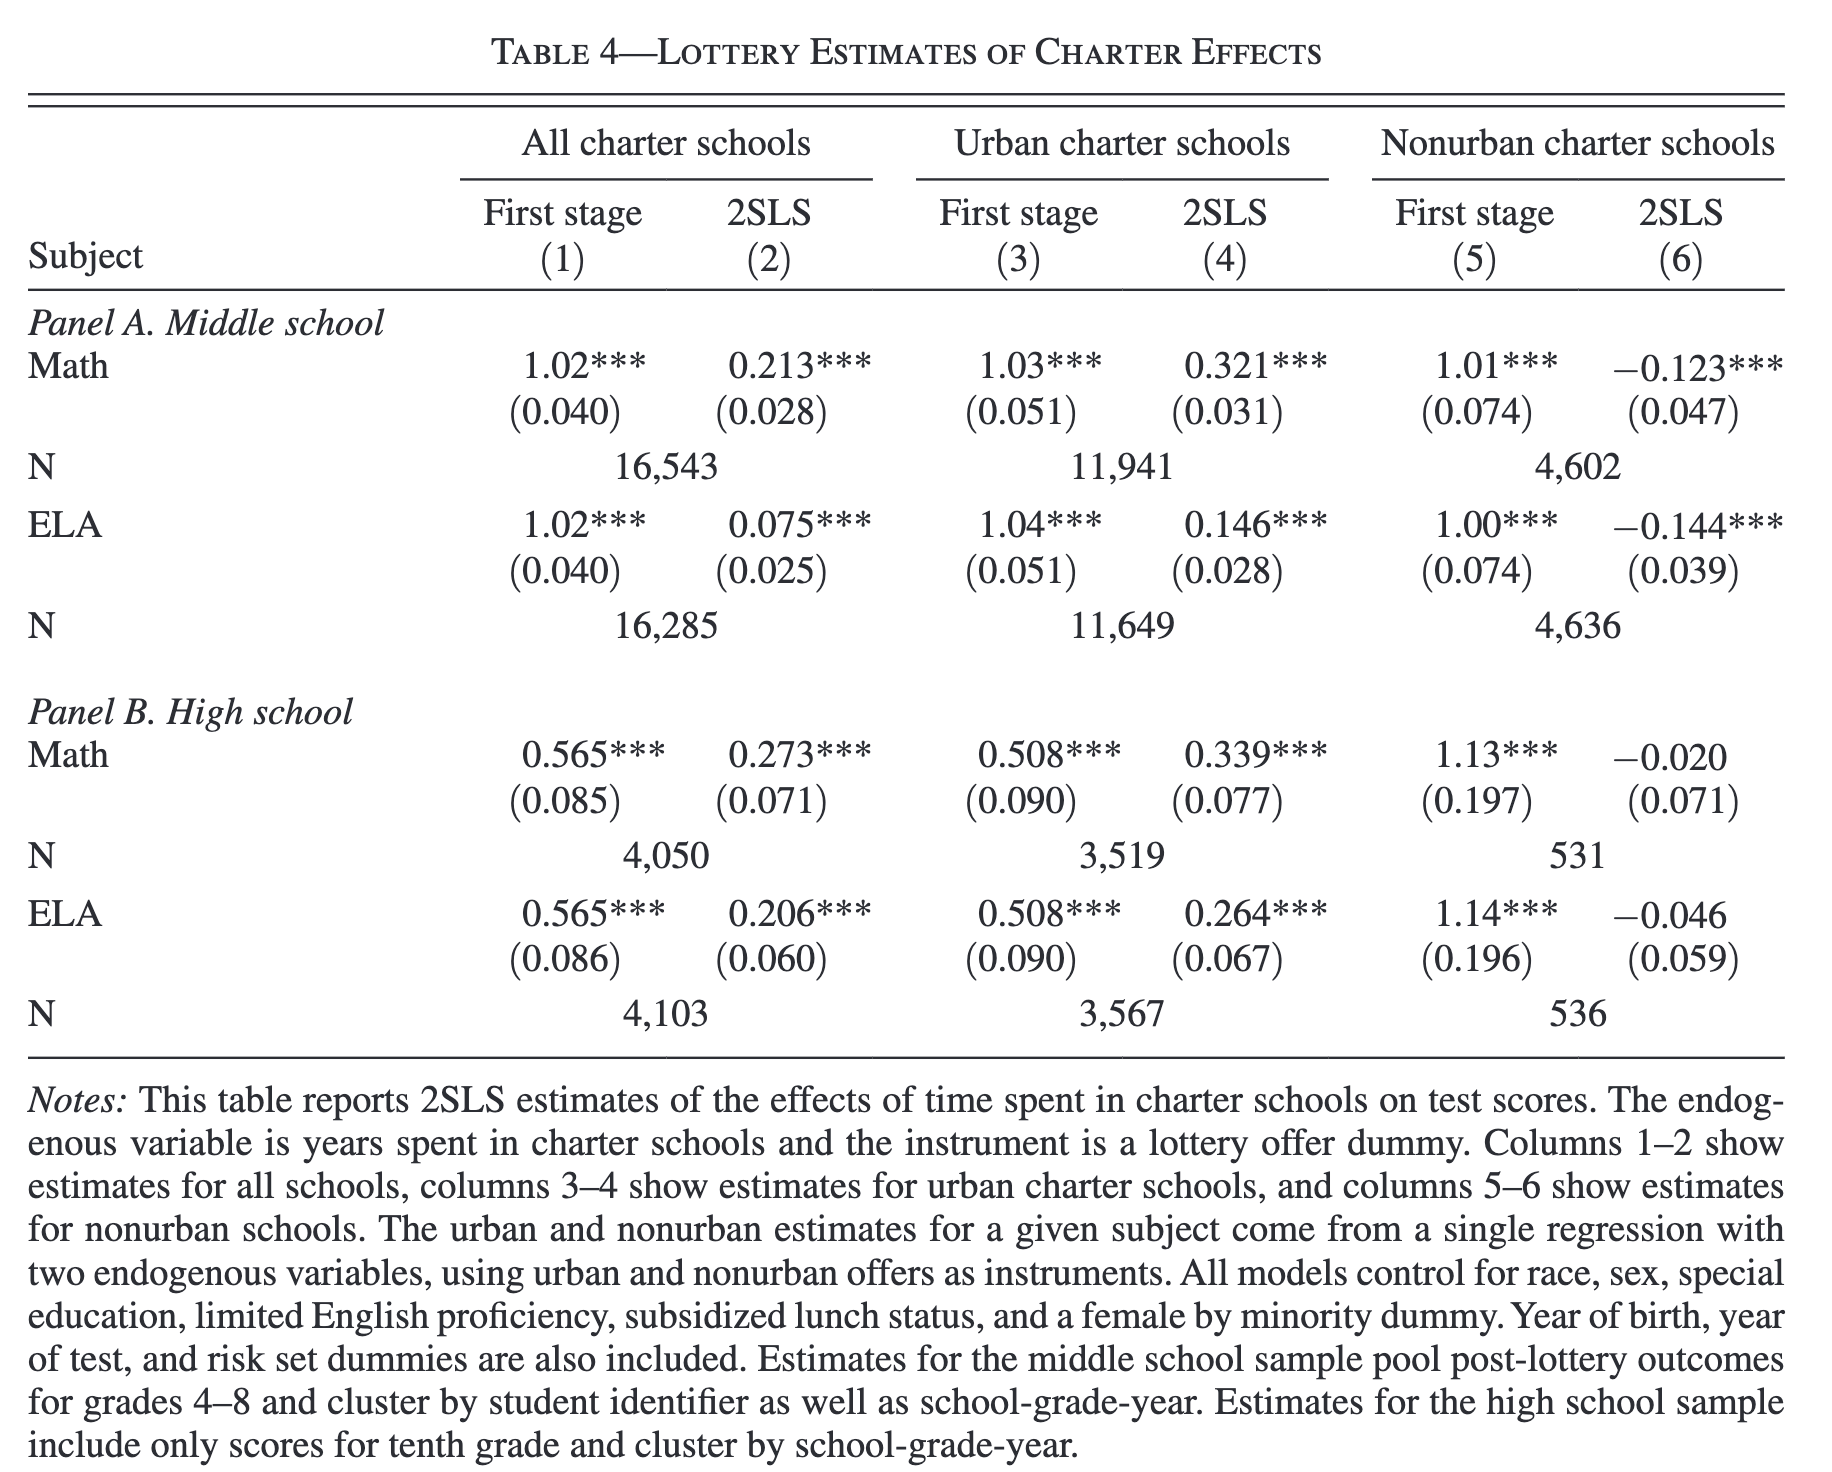 TABLE 4—LOTTERY ESTIMATES OF CHARTER EFFECTS
All charter schools Urban charter schools Nonurban charter schools
First stage 2SLS First stage 2SLS First stage 2SLS
Subject (1) (2) (3) (4) (5) (6)
Panel A. Middle school
Math 1.02*** 0.213*** 1.03*** 0.321*** 1.01*** −0.123***
(0.040) (0.028) (0.051) (0.031) (0.074) (0.047)
N 16,543 11,941 4,602
ELA 1.02*** 0.075*** 1.04*** 0.146*** 1.00*** −0.144***
(0.040) (0.025) (0.051) (0.028) (0.074) (0.039)
N 16,285 11,649 4,636
Panel B. High school
Math 0.565*** 0.273*** 0.508*** 0.339*** 1.13*** −0.020
(0.085) (0.071) (0.090) (0.077) (0.197) (0.071)
N 4,050 3,519 531
ELA 0.565*** 0.206*** 0.508*** 0.264*** 1.14*** −0.046
(0.086) (0.060) (0.090) (0.067) (0.196) (0.059)
N 4,103 3,567 536
Notes: This table reports 2SLS estimates of the effects of time spent in charter schools on test scores. The endog-
enous variable is years spent in charter schools and the instrument is a lottery offer dummy. Columns 1–2 show
estimates for all schools, columns 3–4 show estimates for urban charter schools, and columns 5–6 show estimates
for nonurban schools. The urban and nonurban estimates for a given subject come from a single regression with
two endogenous variables, using urban and nonurban offers as instruments. All models control for race, sex, special
education, limited English proficiency, subsidized lunch status, and a female by minority dummy. Year of birth, year
of test, and risk set dummies are also included. Estimates for the middle school sample pool post-lottery outcomes
for grades 4–8 and cluster by student identifier as well as school-grade-year. Estimates for the high school sample
include only scores for tenth grade and cluster by school-grade-year.